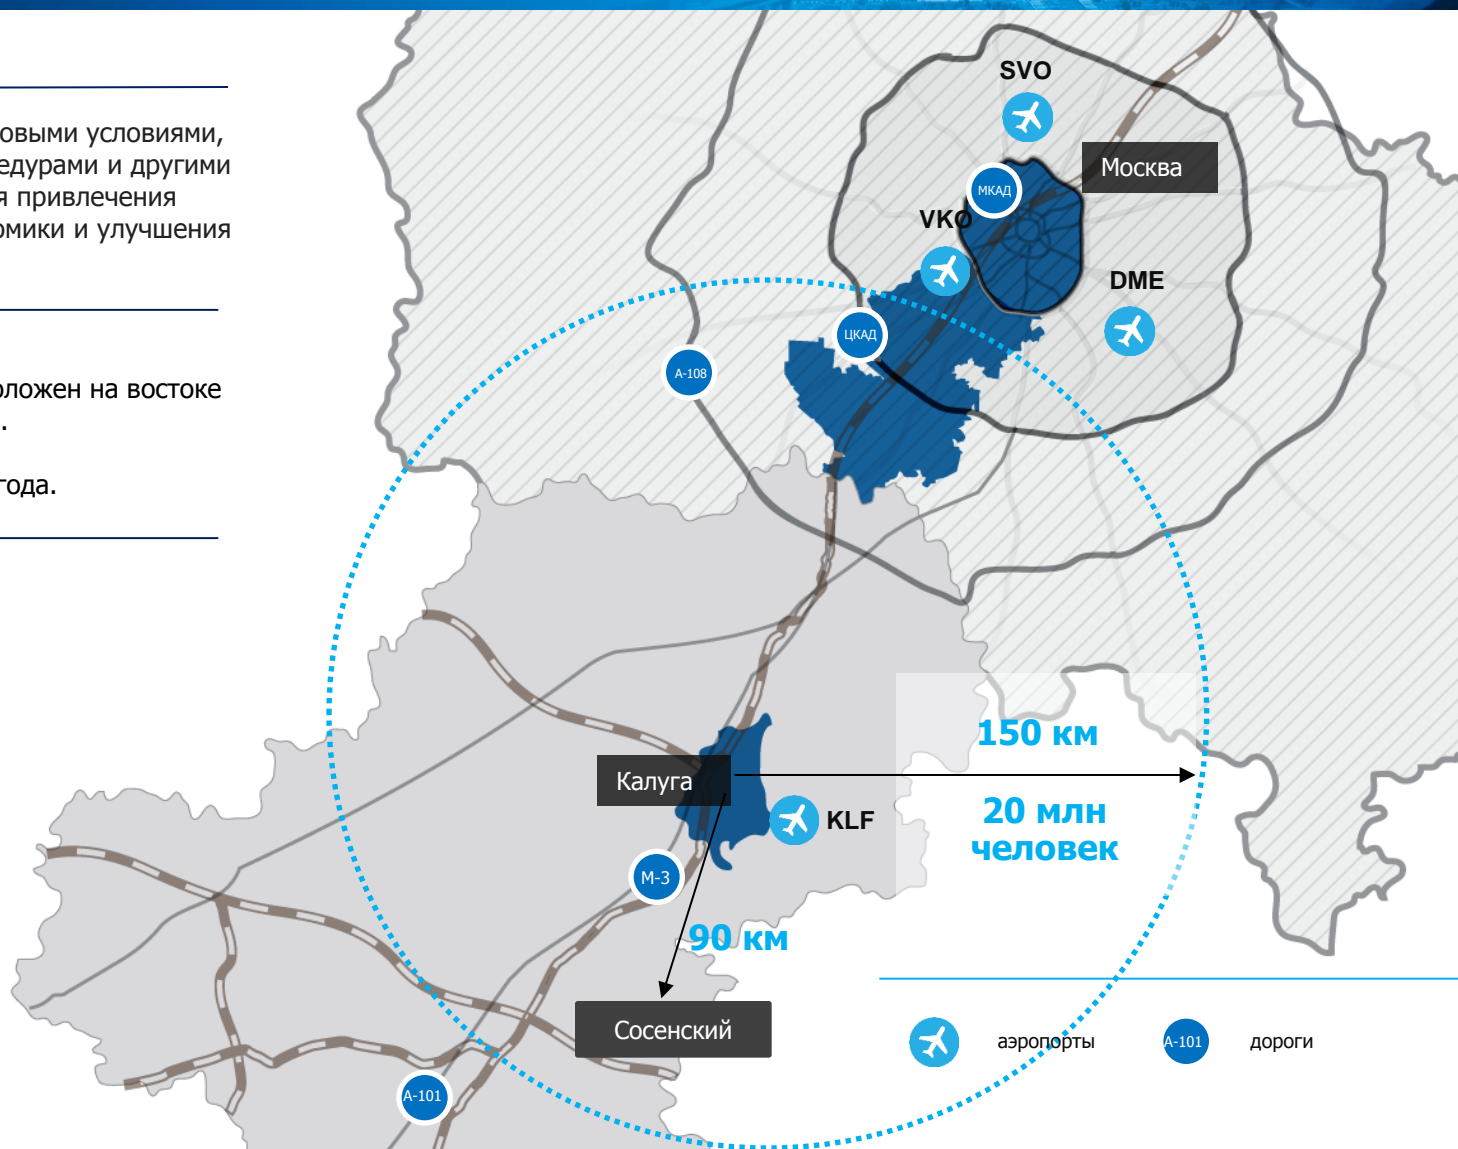 овыми условиями,
едурами и другими
я привлечения
омики и улучшения
оложен на востоке
.
года.
SVO
Москва
МКАД
VKO
DME
ЦКАД
А-108
150 км
Калуга
20 млн
человек
KLF
М-3
90 км
Сосенский
аэропорты
А-101
дороги
А-101